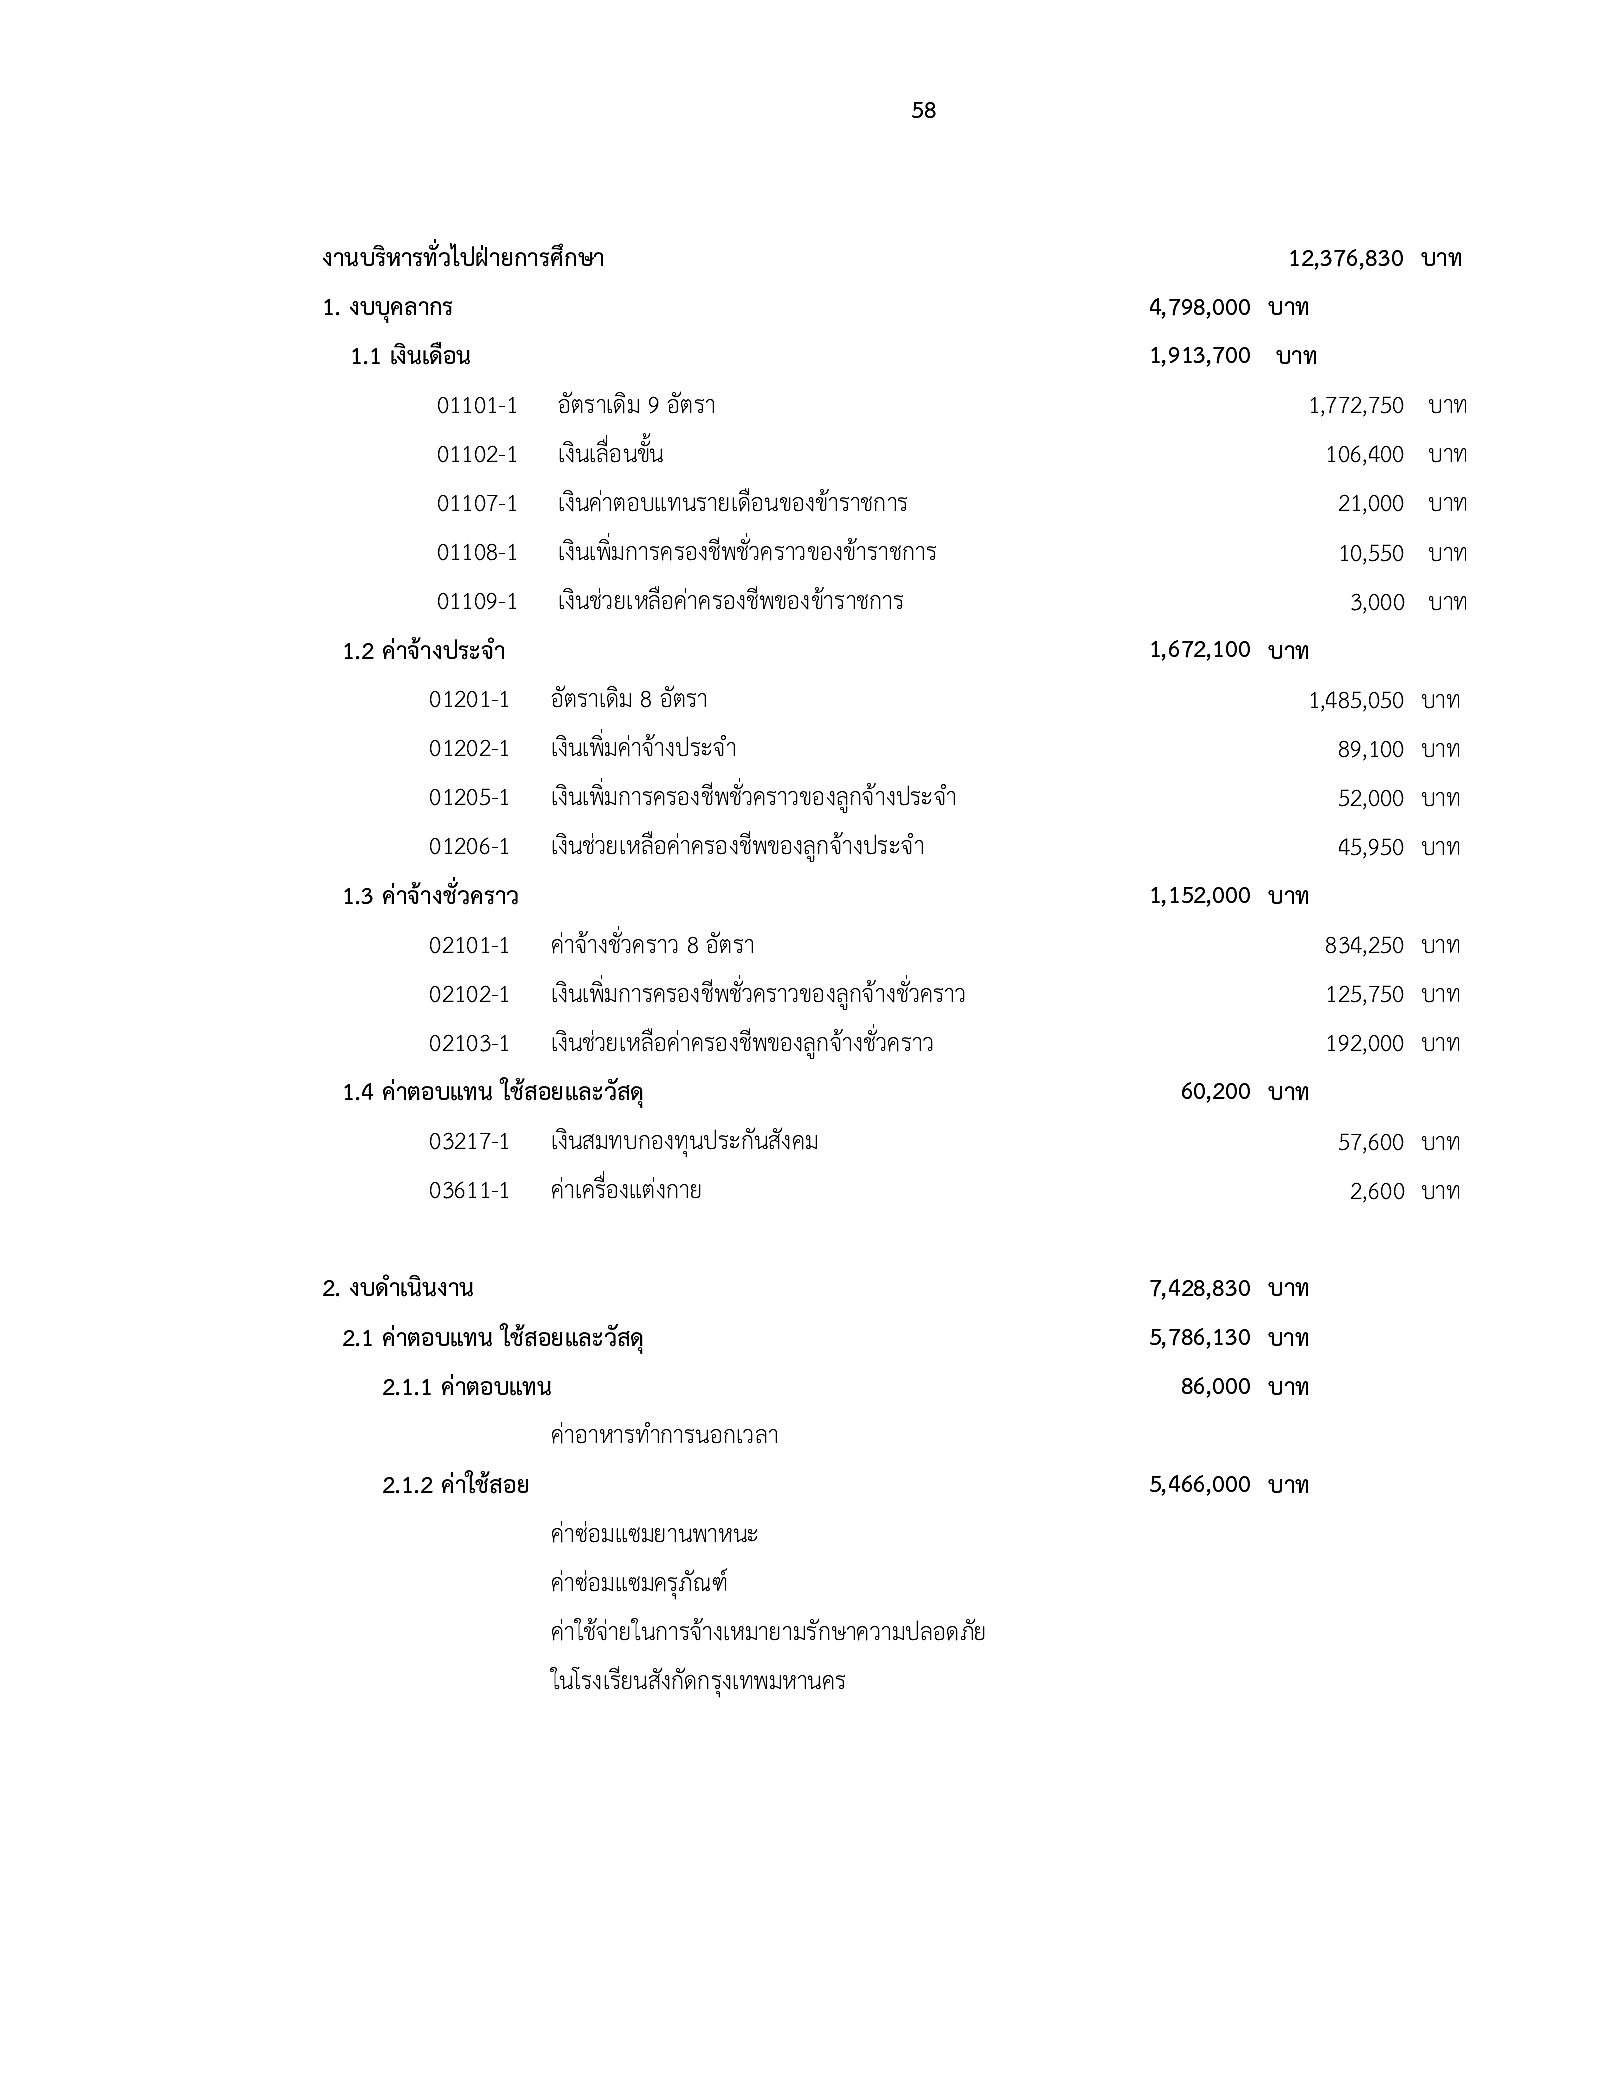 58
งานบริหารทั่วไปฝ่ายการศึกษา 12,376,830 บาท
1. งบบุคลากร 4,798,000 บาท
1.1 เงินเดือน 1,913,700 บาท
01101-1 อัตราเดิม 9 อัตรา 1,772,750 บาท
01102-1 เงินเลื่อนขั้น 106,400 บาท
01107-1 เงินค่าตอบแทนรายเดือนของข้าราชการ 21,000 บาท
01108-1 เงินเพิ่มการครองชีพชั่วคราวของข้าราชการ 10,550 บาท
01109-1 เงินช่วยเหลือค่าครองชีพของข้าราชการ 3,000 บาท
1.2 ค่าจ้างประจำ 1,672,100 บาท
01201-1 อัตราเดิม 8 อัตรา 1,485,050 บาท
01202-1 เงินเพิ่มค่าจ้างประจำ 89,100 บาท
01205-1 เงินเพิ่มการครองชีพชั่วคราวของลูกจ้างประจำ 52,000 บาท
01206-1 เงินช่วยเหลือค่าครองชีพของลูกจ้างประจำ 45,950 บาท
1.3 ค่าจ้างชั่วคราว 1,152,000 บาท
02101-1 ค่าจ้างชั่วคราว 8 อัตรา 834,250 บาท
02102-1 เงินเพิ่มการครองชีพชั่วคราวของลูกจ้างชั่วคราว 125,750 บาท
02103-1 เงินช่วยเหลือค่าครองชีพของลูกจ้างชั่วคราว 192,000 บาท
1.4 ค่าตอบแทน ใช้สอยและวัสดุ 60,200 บาท
03217-1 เงินสมทบกองทุนประกันสังคม 57,600 บาท
03611-1 ค่าเครื่องแต่งกาย 2,600 บาท
2. งบดำเนินงาน 7,428,830 บาท
2.1 ค่าตอบแทน ใช้สอยและวัสดุ 5,786,130 บาท
2.1.1 ค่าตอบแทน 86,000 บาท
ค่าอาหารทำการนอกเวลา
2.1.2 ค่าใช้สอย 5,466,000 บาท
ค่าซ่อมแซมยานพาหนะ
ค่าซ่อมแซมครุภัณฑ์
ค่าใช้จ่ายในการจ้างเหมายามรักษาความปลอดภัย
ในโรงเรียนสังกัดกรุงเทพมหานคร